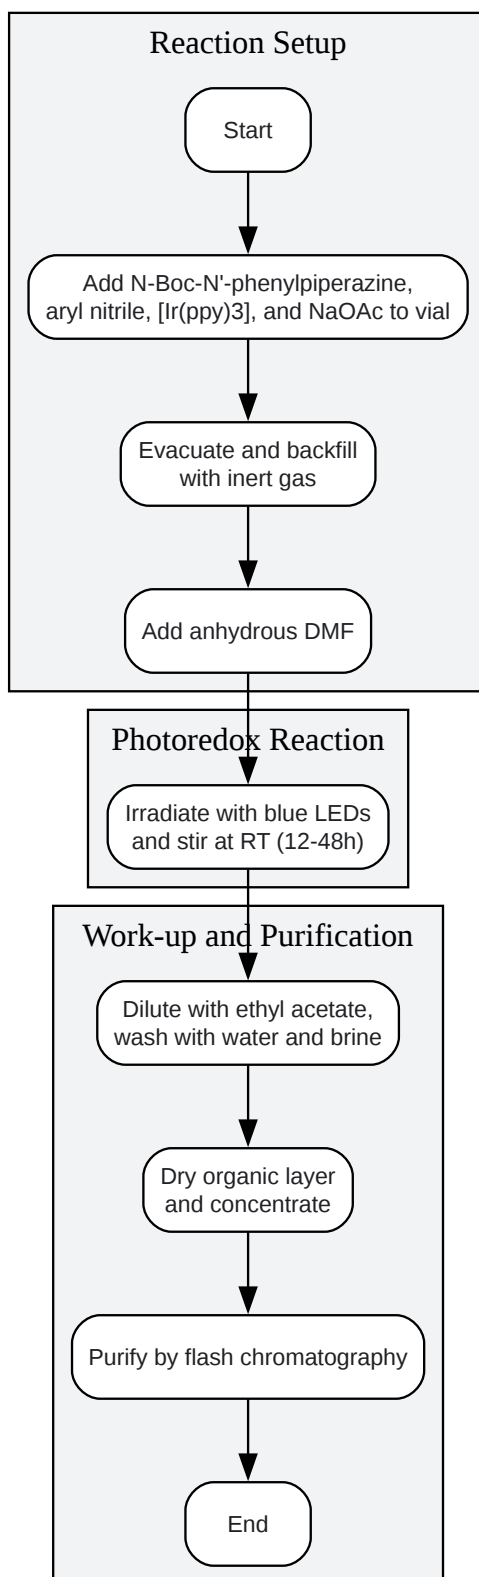 Reaction Setup
Start
Add N-Boc-N'-phenylpiperazine,
aryl nitrile, [Ir(ppy)3], and NaOAc to vial
Evacuate and backfill
with inert gas
Add anhydrous DMF
Photoredox Reaction
Irradiate with blue LEDs
and stir at RT (12-48h)
Work-up and Purification
Dilute with ethyl acetate,
wash with water and brine
Dry organic layer
and concentrate
Purify by flash chromatography
End